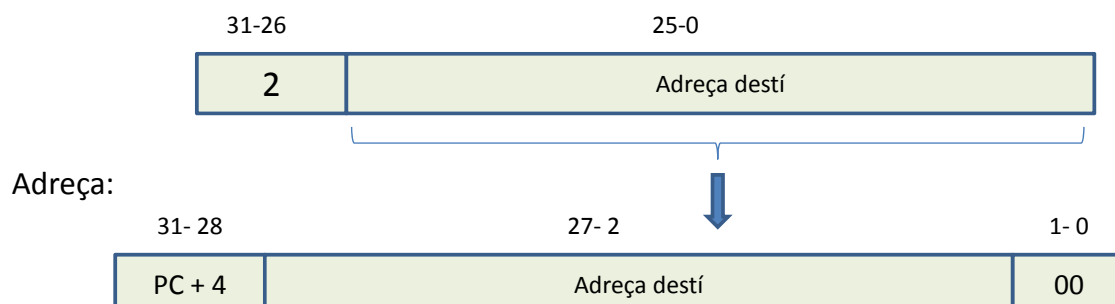 31-26 25-0
2 Adreça destí
Adreça:
31- 28 27- 2 1- 0
PC + 4 Adreça destí 00